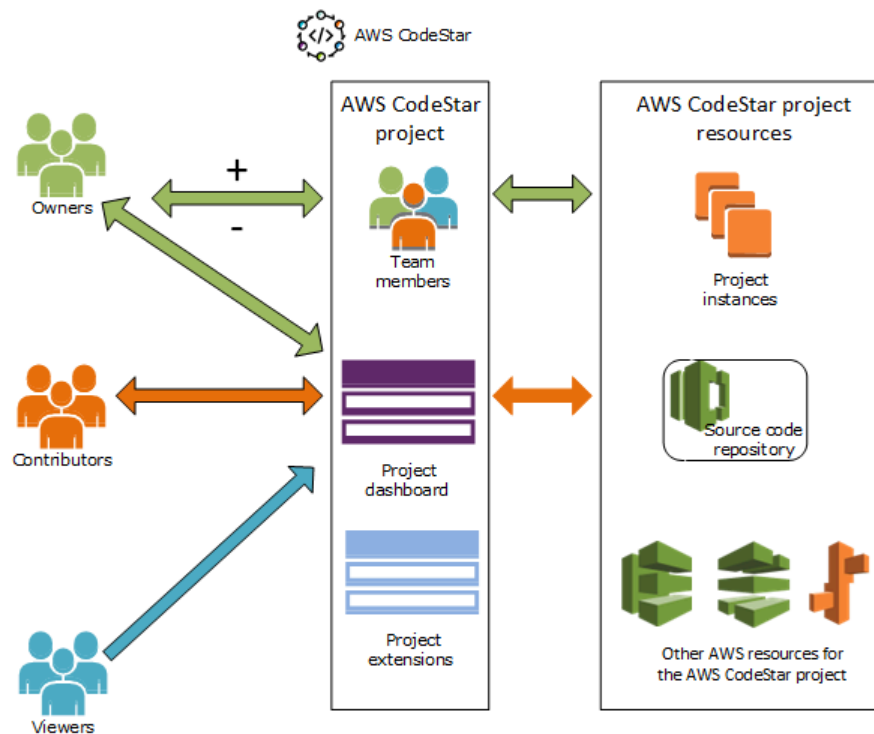 AWS CodeStar
AWS CodeStar
project
AWS CodeStar project
resources
Owners
+
-
Team
members
Project
instances
Contributors
Project
dashboard
Source code
repository
Project
extensions
Other AWS resources for
the AWS CodeStar project
Viewers